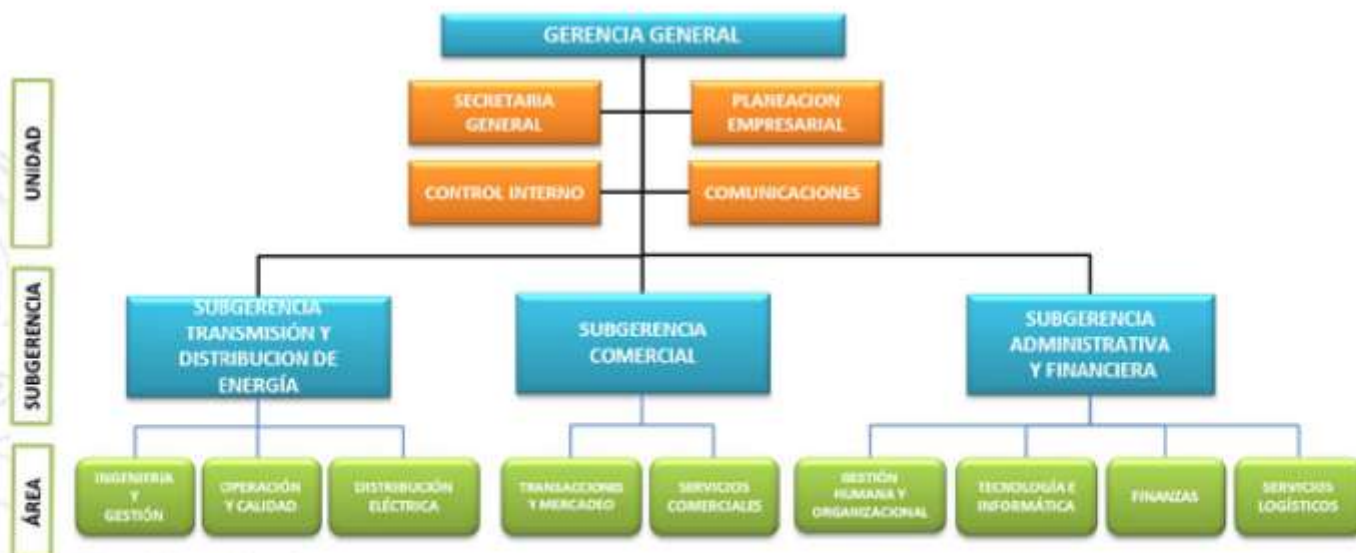 GERENCIA GENERAL
SECRETARIA
GENERAL
PLANEACION
EMPRESARIAL
CONTROL INTERNO
COMUNICACIONES
UNIDAD
SUBGERENCIA
TRANSMISIÓN Y
DISTRIBUCION DE
ENERGÍA
SUBGERENCIA
COMERCIAL
SUBGERENCIA
ADMINISTRATIVA
Y FINANCIERA
SUBGERENCIA
INGENIERIA
Y
GESTIÓN
OPERACIÓN
Y CALIDAD
DISTRIBUCIÓN
ELÉCTRICA
TRANSACCIONES
Y MERCADEO
SERVICIOS
COMERCIALES
GESTIÓN
HUMANA Y
ORGANIZACIONAL
TECNOLOGÍA E
INFORMÁTICA
FINANZAS
SERVICIOS
LOGÍSTICOS
ÁREA